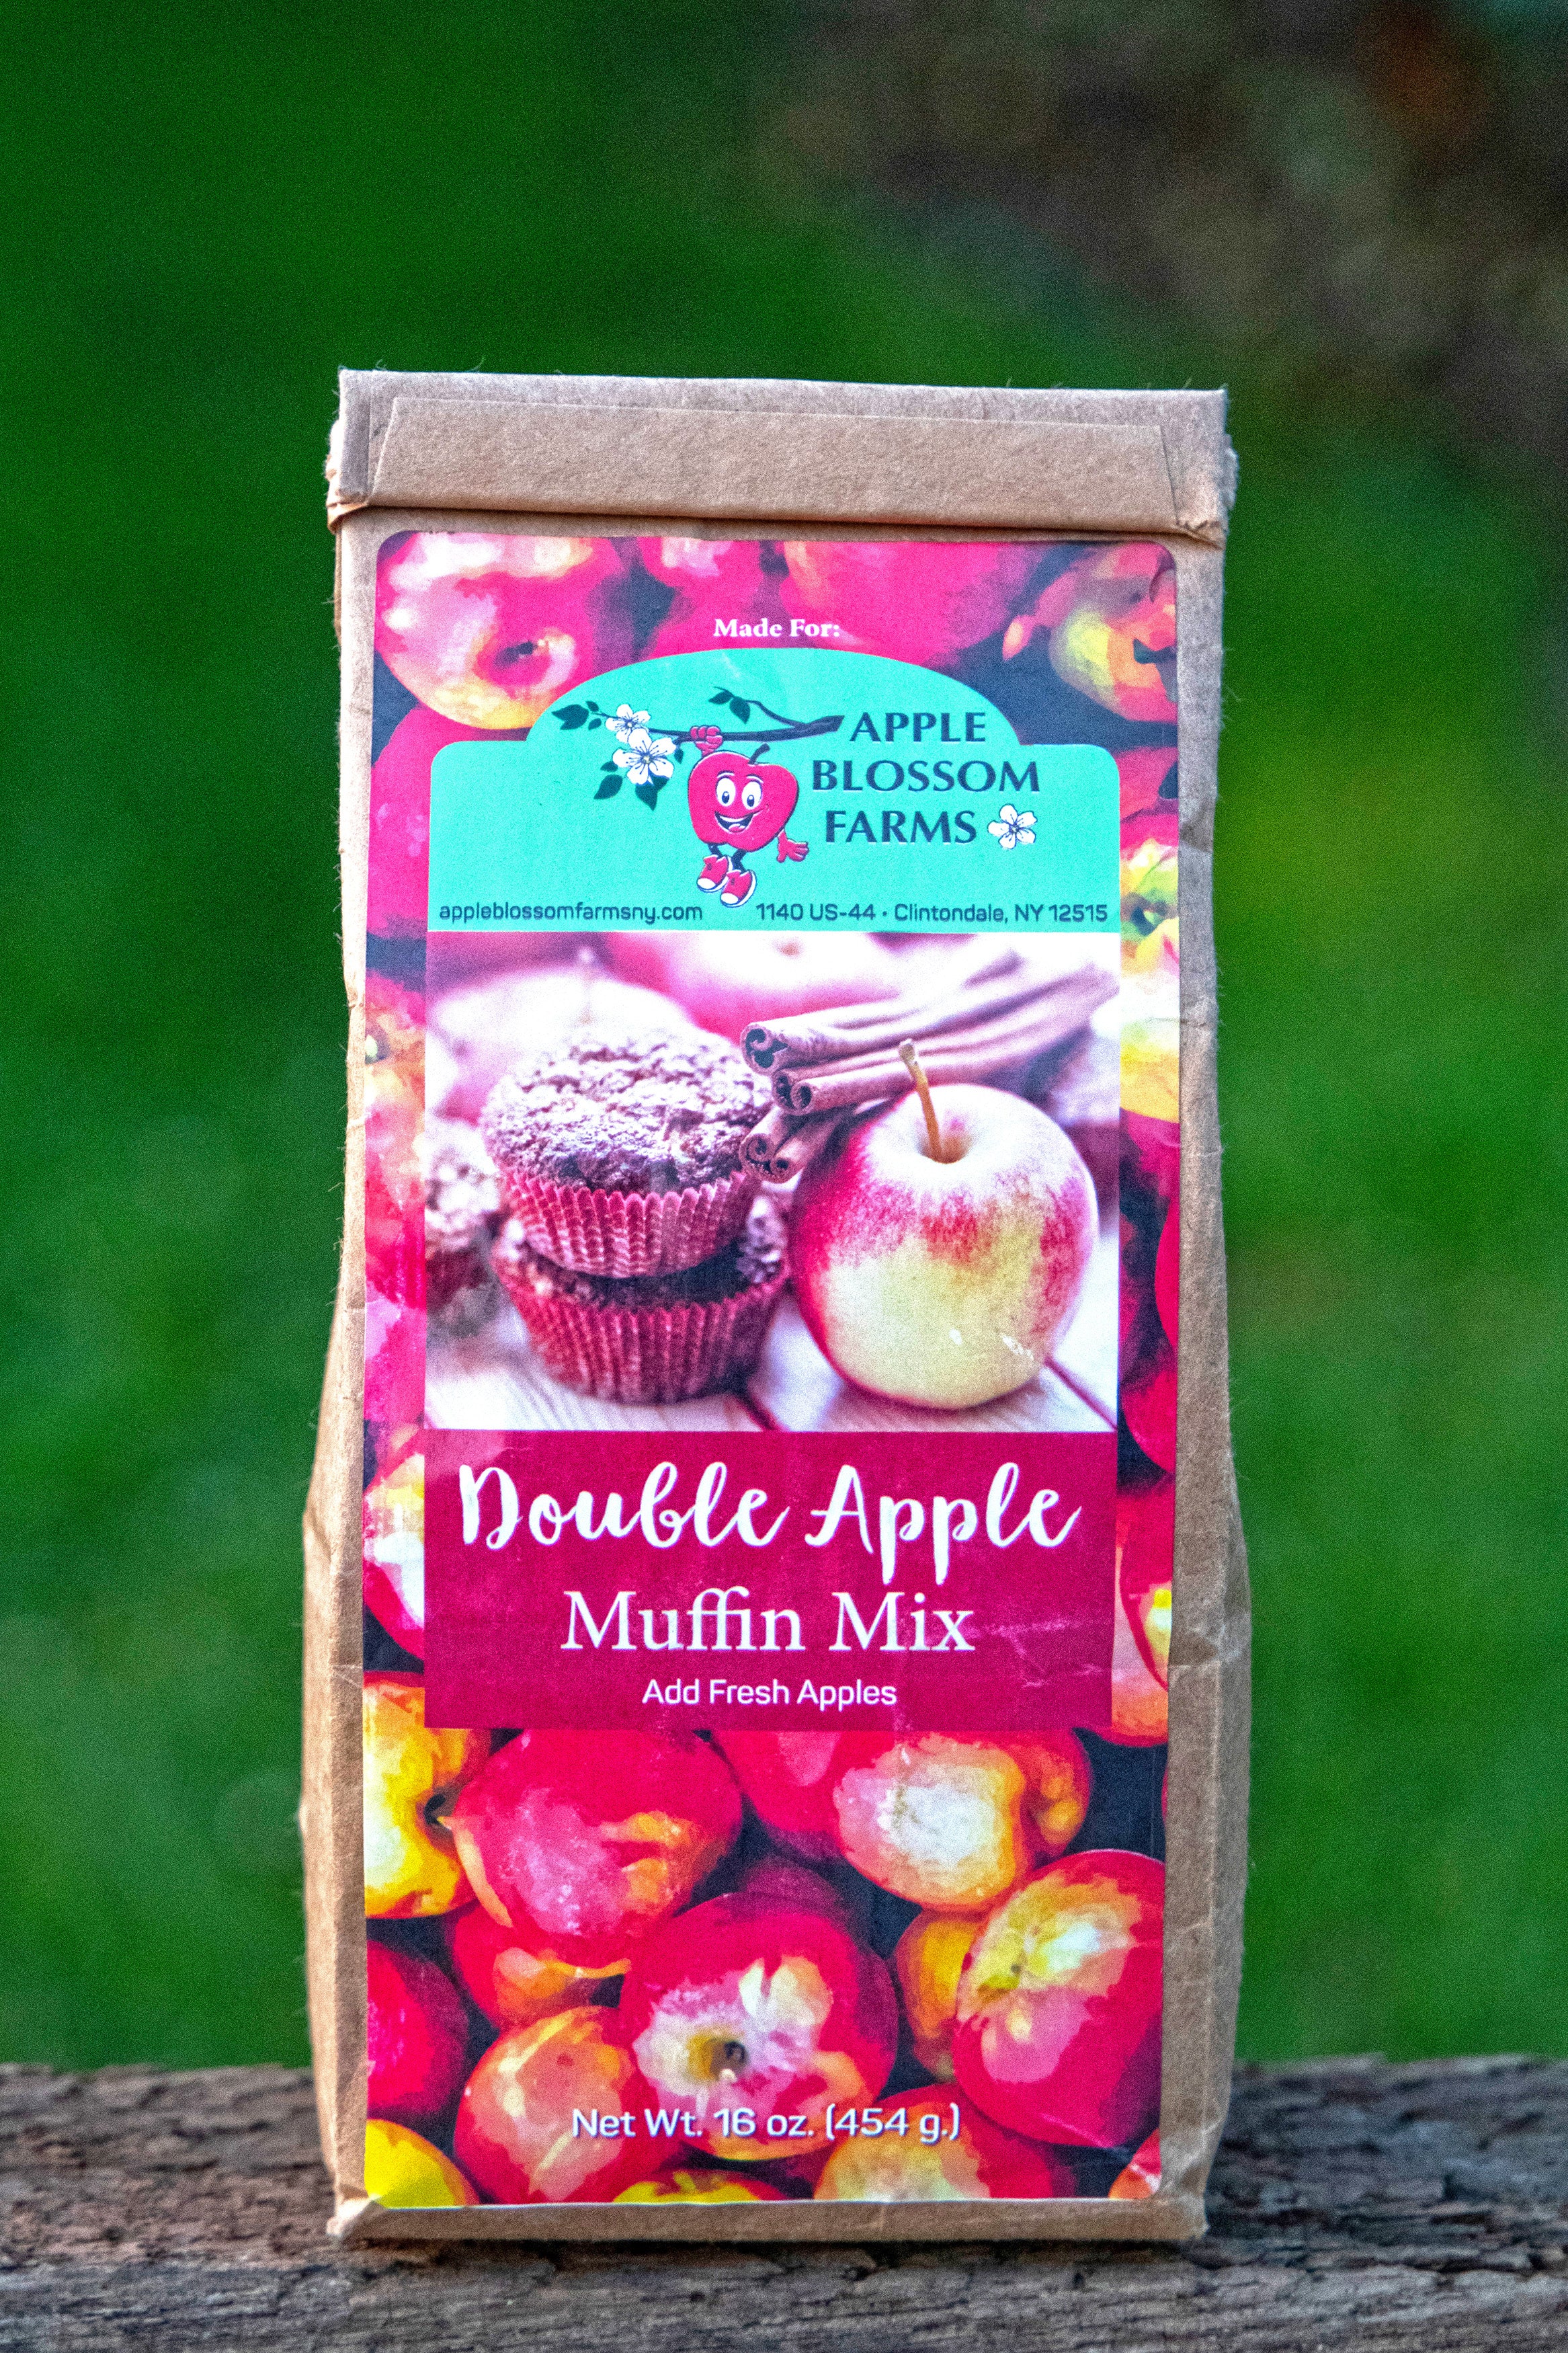 Made For:
APPLE
BLOSSOM
FARMS
appleblossomfarmsny.com 1140 US-44 • Clintondale, NY 12515
Double Apple
Muffin Mix
Add Fresh Apples
Net Wt. 16 oz. (454 g.)